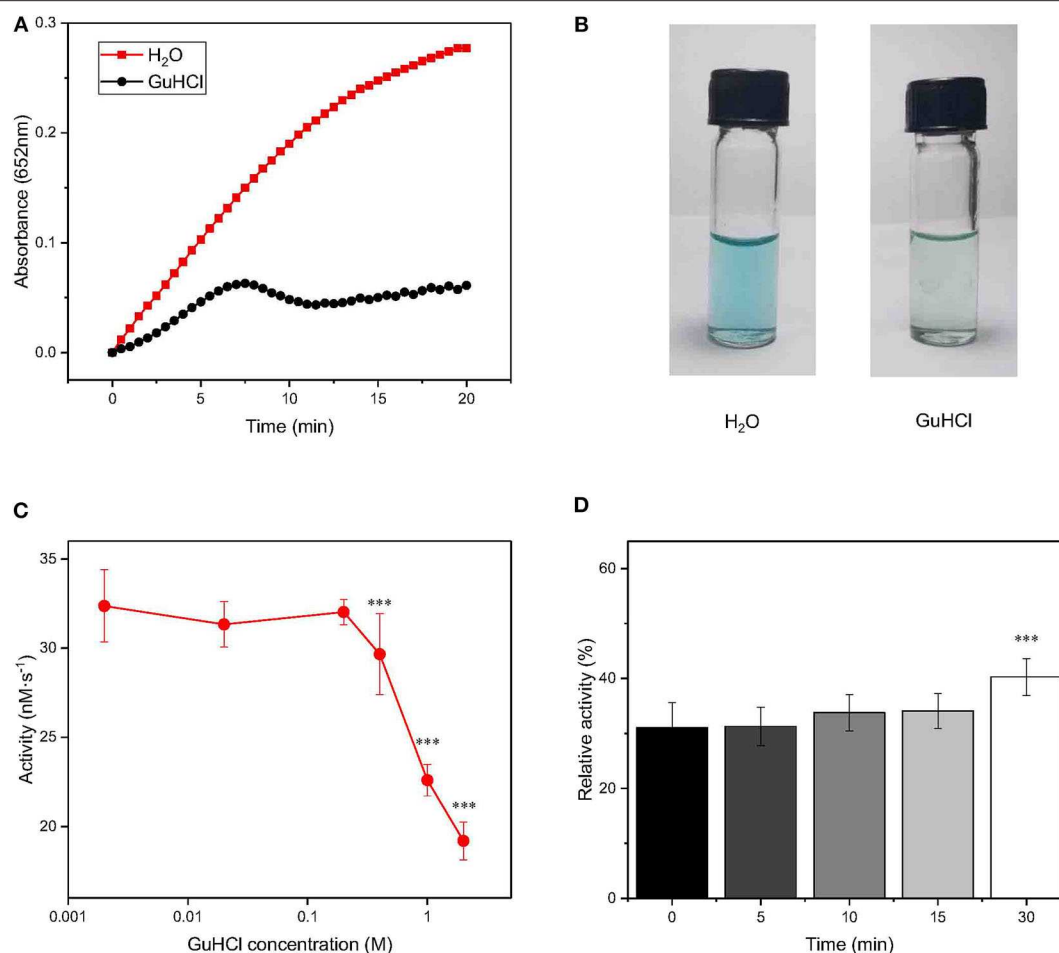 A
0.3
0.2
0.1
0.0
Absorbance (652nm)
H₂O
GuHCl
0 5 10 15 20
Time (min)
B
H₂O GuHCl
C
35
30
25
20
Activity (nM·s⁻¹)
***
***
***
0.001 0.01 0.1 1
GuHCl concentration (M)
D
60
40
20
0
Relative activity (%)
***
0 5 10 15 30
Time (min)